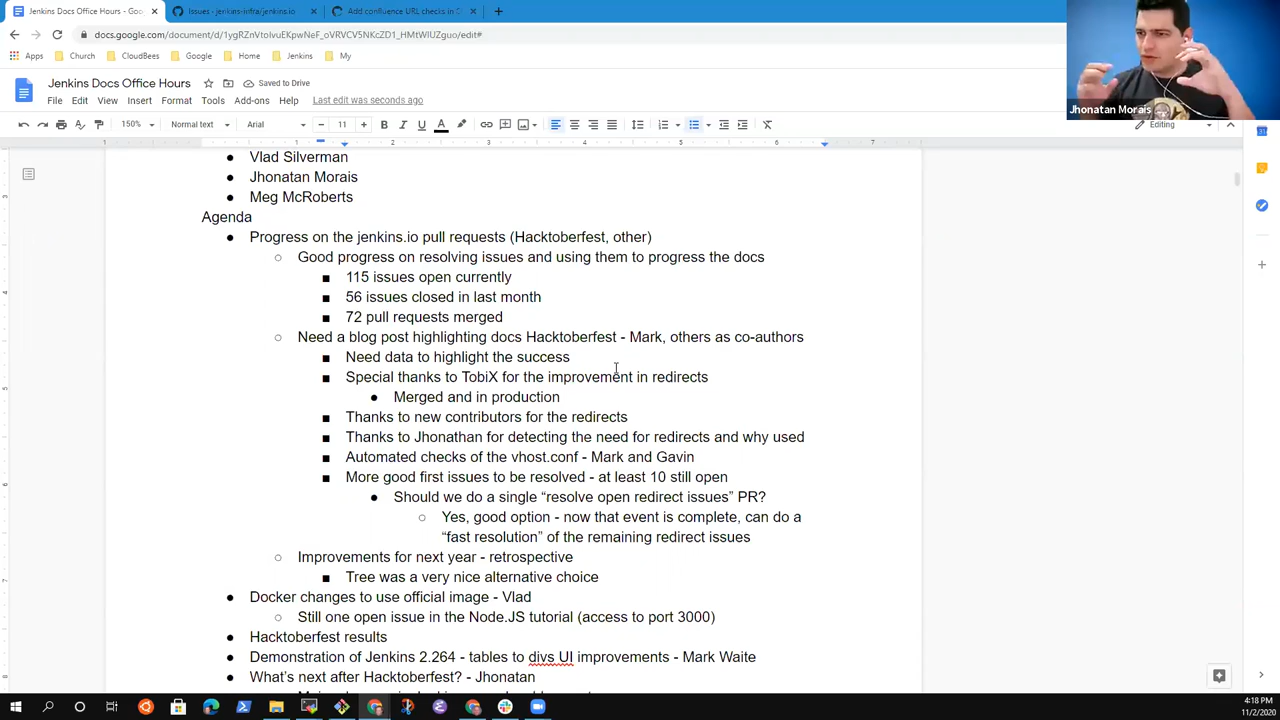 Jenkins Docs Office Hours - Goo
Issues · jenkins-infra/jenkins.io
Add confluence URL checks in C
docs.google.com/document/d/1ygRZnVtoIvuEKpwNeF_oVRVCV5NKcZD1_HMtWIUZguo/edit#
Apps Church CloudBees Google Home Jenkins My
Jenkins Docs Office Hours Saved to Drive
File Edit View Insert Format Tools Add-ons Help Last edit was seconds ago
150% Normal text Arial 11 Editing
Jhonatan Morais
1 1 2 3 4 5 6 7
Vlad Silverman
Jhonatan Morais
Meg McRoberts
Agenda
Progress on the jenkins.io pull requests (Hacktoberfest, other)
Good progress on resolving issues and using them to progress the docs
115 issues open currently
56 issues closed in last month
72 pull requests merged
Need a blog post highlighting docs Hacktoberfest - Mark, others as co-authors
Need data to highlight the success
Special thanks to TobiX for the improvement in redirects
Merged and in production
Thanks to new contributors for the redirects
Thanks to Jhonathan for detecting the need for redirects and why used
Automated checks of the vhost.conf - Mark and Gavin
More good first issues to be resolved - at least 10 still open
Should we do a single “resolve open redirect issues” PR?
Yes, good option - now that event is complete, can do a
“fast resolution” of the remaining redirect issues
Improvements for next year - retrospective
Tree was a very nice alternative choice
Docker changes to use official image - Vlad
Still one open issue in the Node.JS tutorial (access to port 3000)
Hacktoberfest results
Demonstration of Jenkins 2.264 - tables to divs UI improvements - Mark Waite
What’s next after Hacktoberfest? - Jhonatan
4:18 PM
11/2/2020